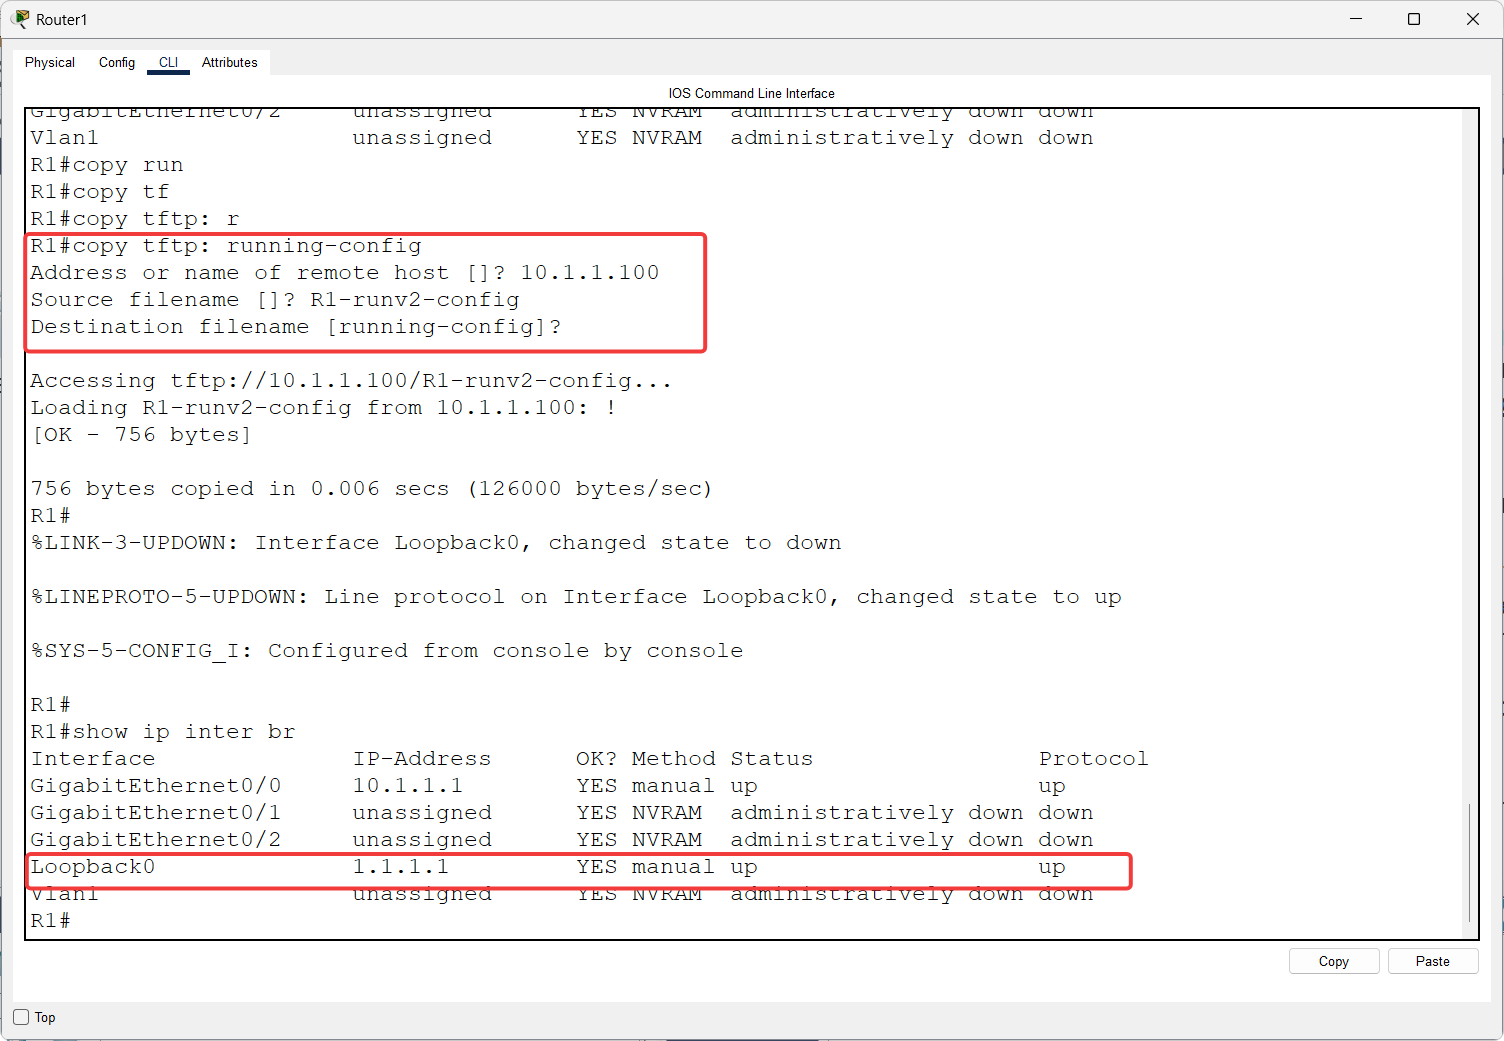 Router1
Physical Config CLI Attributes
IOS Command Line Interface
GigabitEthernet0/2 unassigned YES NVRAM administratively down down
Vlan1 unassigned YES NVRAM administratively down down
R1#copy run
R1#copy tf
R1#copy tftp: r
R1#copy tftp: running-config
Address or name of remote host []? 10.1.1.100
Source filename []? R1-runv2-config
Destination filename [running-config]?
Accessing tftp://10.1.1.100/R1-runv2-config...
Loading R1-runv2-config from 10.1.1.100: !
[OK - 756 bytes]
756 bytes copied in 0.006 secs (126000 bytes/sec)
R1#
%LINK-3-UPDOWN: Interface Loopback0, changed state to down
%LINEPROTO-5-UPDOWN: Line protocol on Interface Loopback0, changed state to up
%SYS-5-CONFIG_I: Configured from console by console
R1#
R1#show ip inter br
Interface IP-Address OK? Method Status Protocol
GigabitEthernet0/0 10.1.1.1 YES manual up up
GigabitEthernet0/1 unassigned YES NVRAM administratively down down
GigabitEthernet0/2 unassigned YES NVRAM administratively down down
Loopback0 1.1.1.1 YES manual up up
Vlan1 unassigned YES NVRAM administratively down down
R1#
Copy Paste
Top